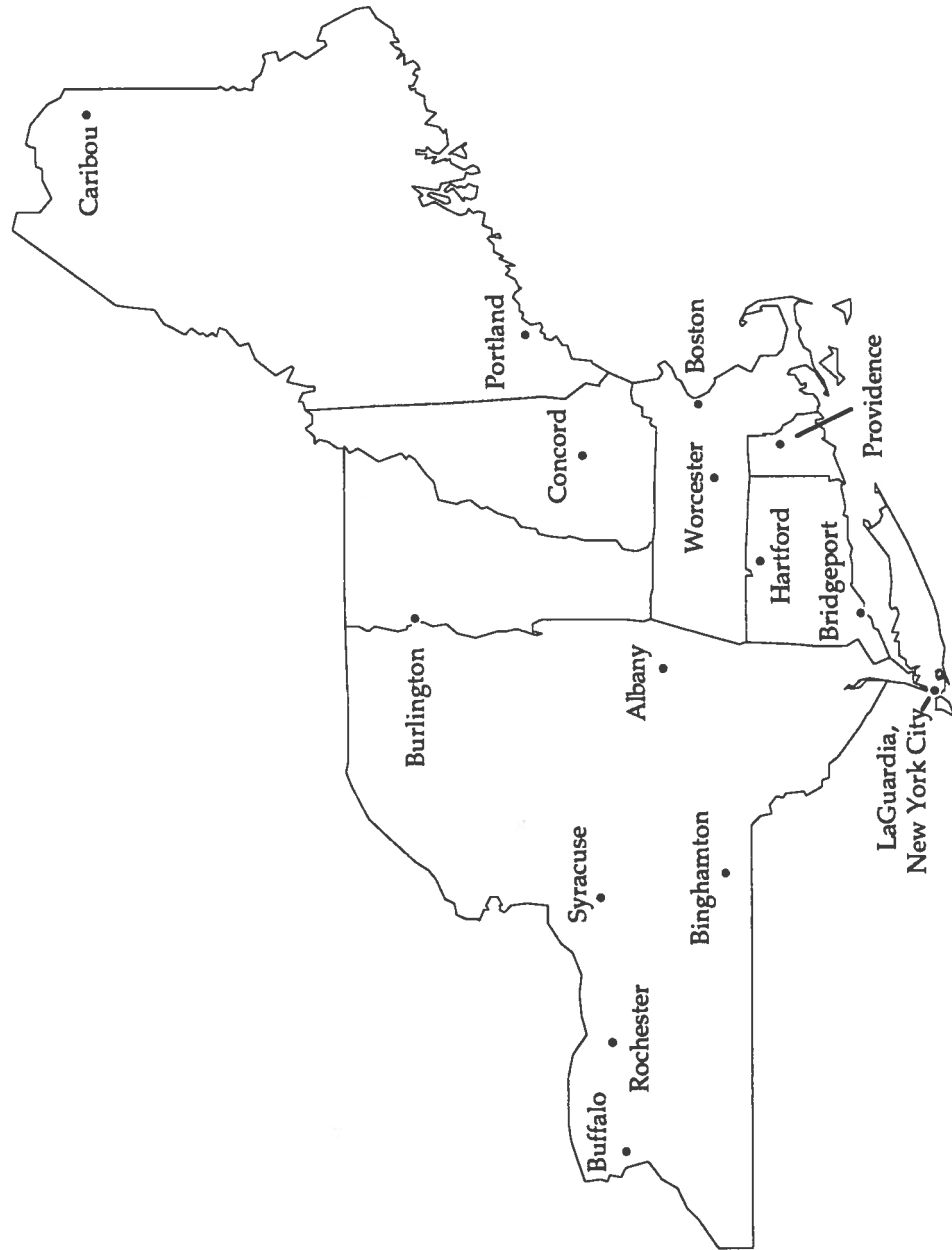 Caribou
Portland
Concord
Boston
Worcester
Providence
Hartford
Bridgeport
Burlington
Albany
LaGuardia,
New York City
Syracuse
Binghamton
Rochester
Buffalo